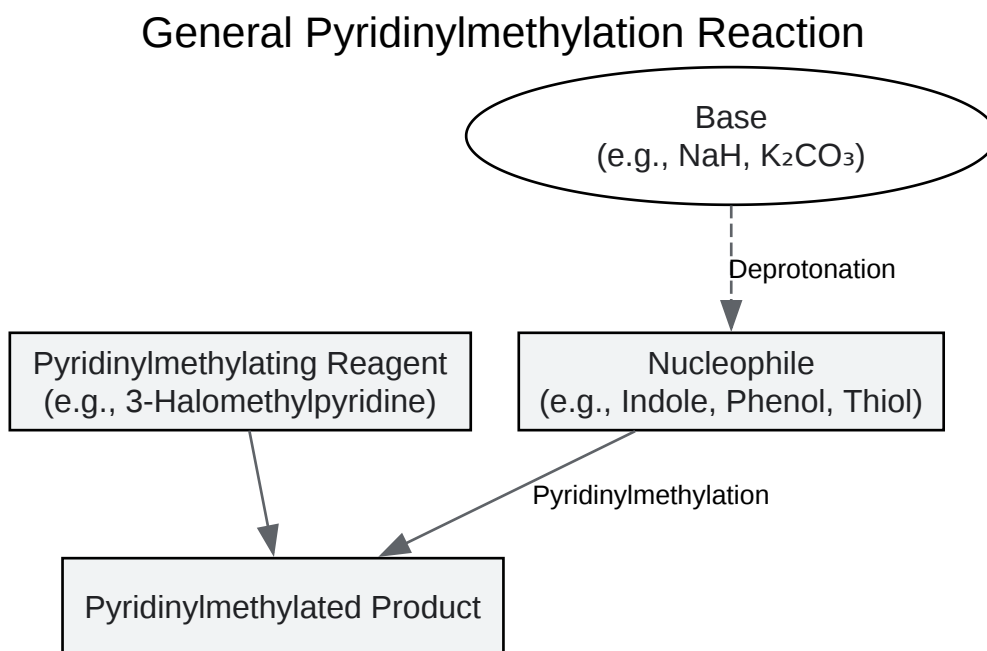 General Pyridinylmethylation Reaction
Base
(e.g., NaH, K₂CO₃)
Deprotonation
Pyridinylmethylating Reagent
(e.g., 3-Halomethylpyridine)
Nucleophile
(e.g., Indole, Phenol, Thiol)
Pyridinylmethylation
Pyridinylmethylated Product